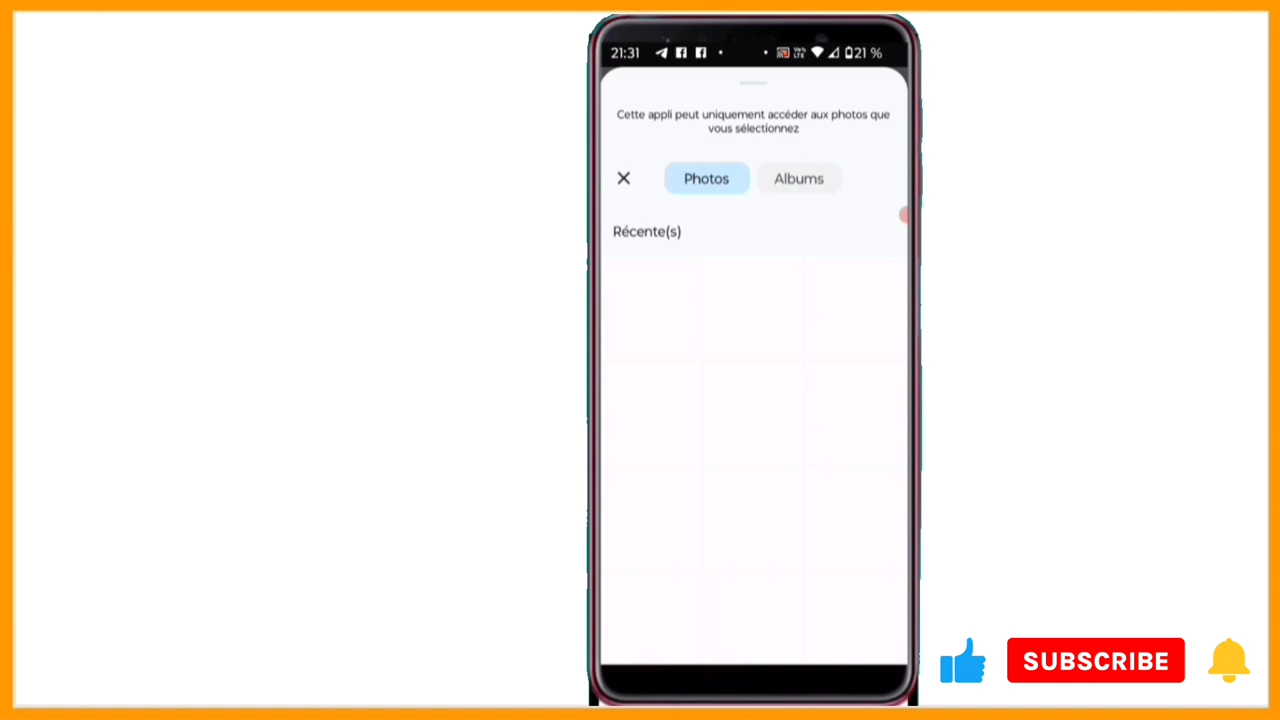 21:31
21 %
Cette appli peut uniquement accéder aux photos que
vous sélectionnez
Photos
Albums
Récente(s)
SUBSCRIBE